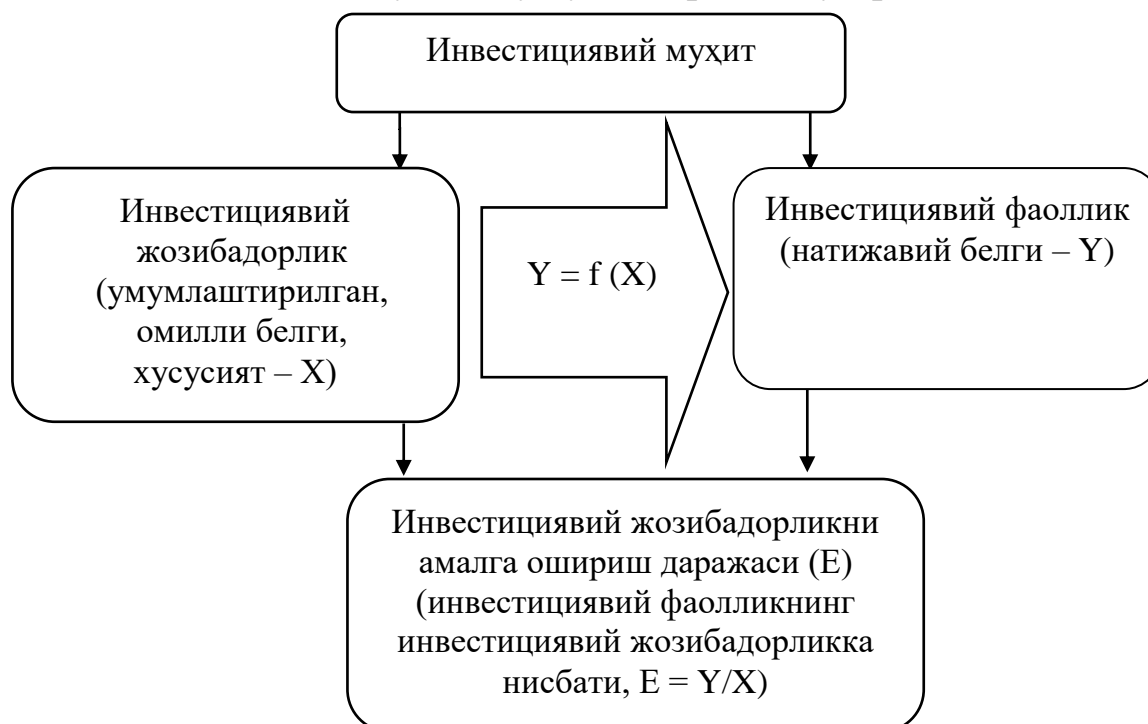 Инвестициявий муҳит
Инвестициявий
жозибадорлик
(умумлаштирилган,
омилли белги,
хусусият – X)
Y = f (X)
Инвестициявий фаоллик
(натижавий белги – Y)
Инвестициявий жозибадорликни
амалга ошириш даражаси (E)
(инвестициявий фаолликнинг
инвестициявий жозибадорликка
нисбати, E = Y/X)